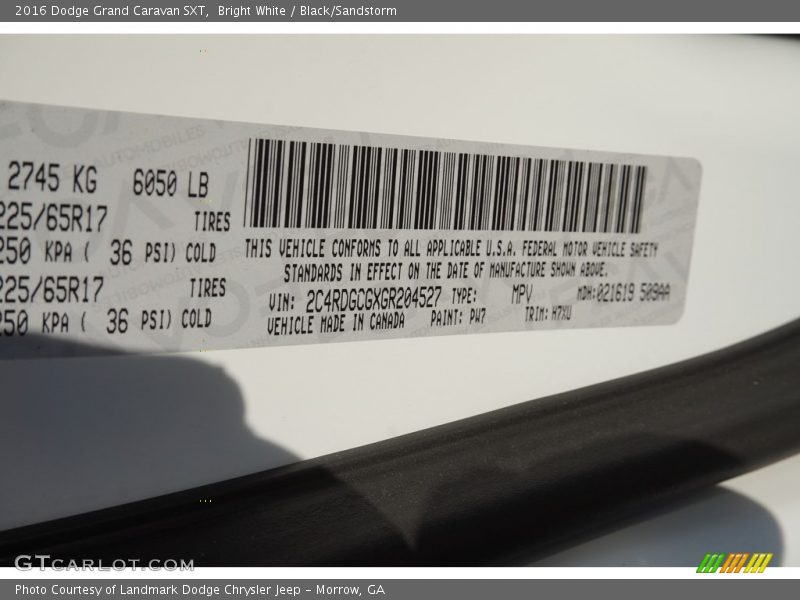 2016 Dodge Grand Caravan SXT, Bright White / Black/Sandstorm
2745 KG 6050 LB
225/65R17 TIRES
250 KPA ( 36 PSI) COLD
225/65R17 TIRES
250 KPA ( 36 PSI) COLD
THIS VEHICLE CONFORMS TO ALL APPLICABLE U.S.A. FEDERAL MOTOR VEHICLE SAFETY
STANDARDS IN EFFECT ON THE DATE OF MANUFACTURE SHOWN ABOVE.
VIN: 2C4RDGCGXGR204527 TYPE: MPV MDH:021619 509AA
VEHICLE MADE IN CANADA PAINT: PW7 TRIM: H7XU
GTCARLOT.COM
Photo Courtesy of Landmark Dodge Chrysler Jeep - Morrow, GA